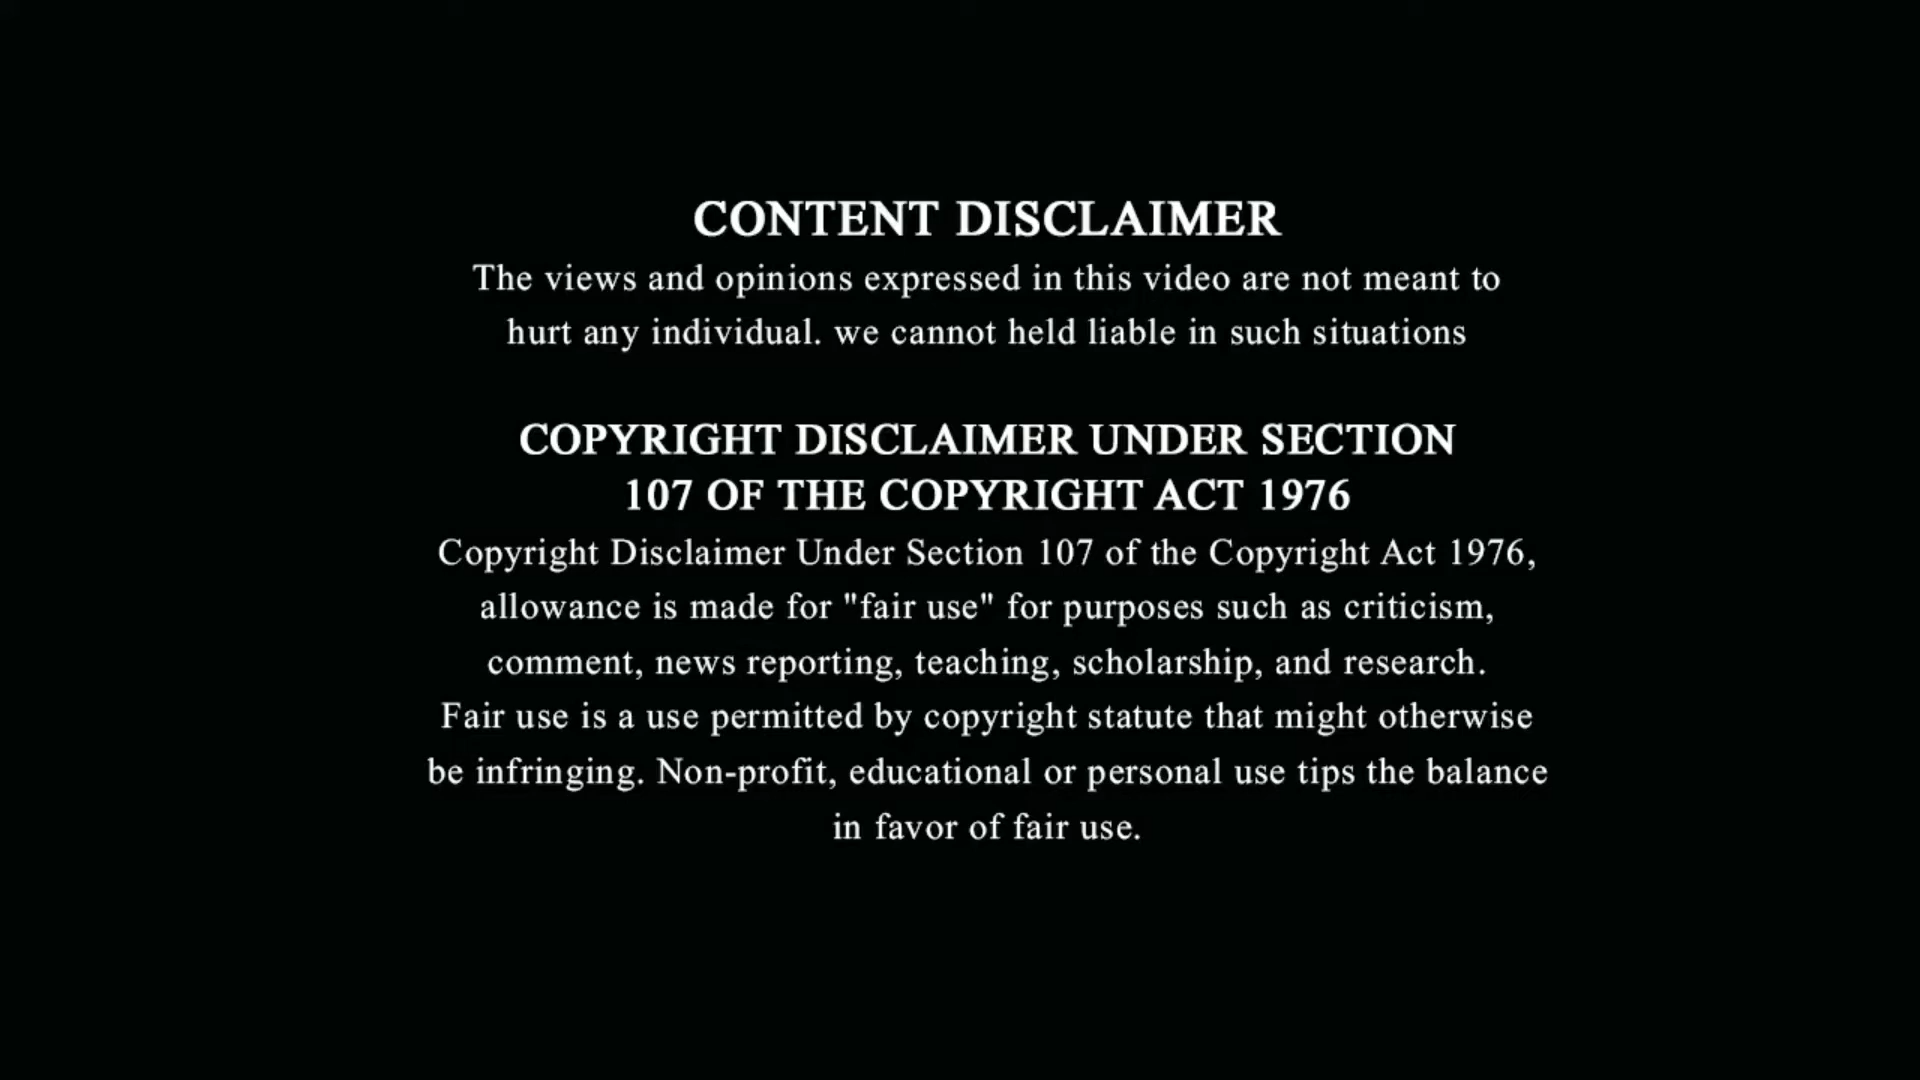 CONTENT DISCLAIMER
The views and opinions expressed in this video are not meant to
hurt any individual. we cannot held liable in such situations
COPYRIGHT DISCLAIMER UNDER SECTION
107 OF THE COPYRIGHT ACT 1976
Copyright Disclaimer Under Section 107 of the Copyright Act 1976,
allowance is made for "fair use" for purposes such as criticism,
comment, news reporting, teaching, scholarship, and research.
Fair use is a use permitted by copyright statute that might otherwise
be infringing. Non-profit, educational or personal use tips the balance
in favor of fair use.